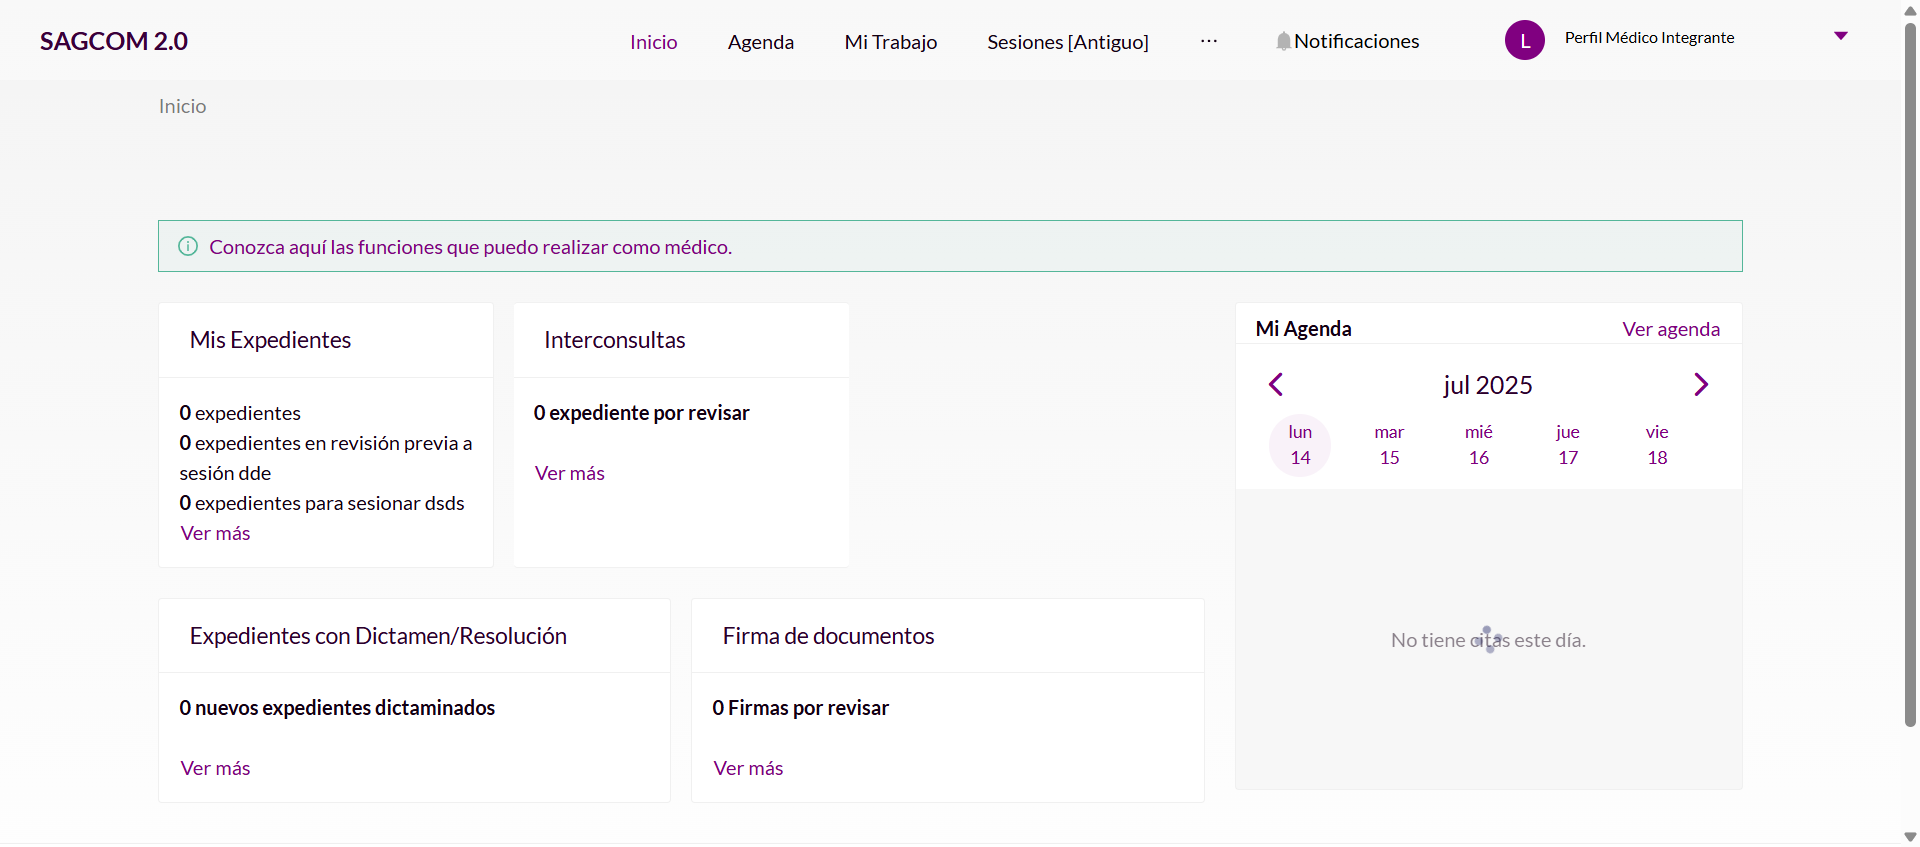 SAGCOM 2.0
Inicio
Agenda
Mi Trabajo
Sesiones [Antiguo]
···
Notificaciones
L
Perfil Médico Integrante
Inicio
Conozca aquí las funciones que puedo realizar como médico.
Mis Expedientes
0 expedientes
0 expedientes en revisión previa a
sesión dde
0 expedientes para sesionar dsds
Ver más
Interconsultas
0 expediente por revisar
Ver más
Mi Agenda
Ver agenda
jul 2025
lun mar mié jue vie
14 15 16 17 18
No tiene citas este día.
Expedientes con Dictamen/Resolución
0 nuevos expedientes dictaminados
Ver más
Firma de documentos
0 Firmas por revisar
Ver más